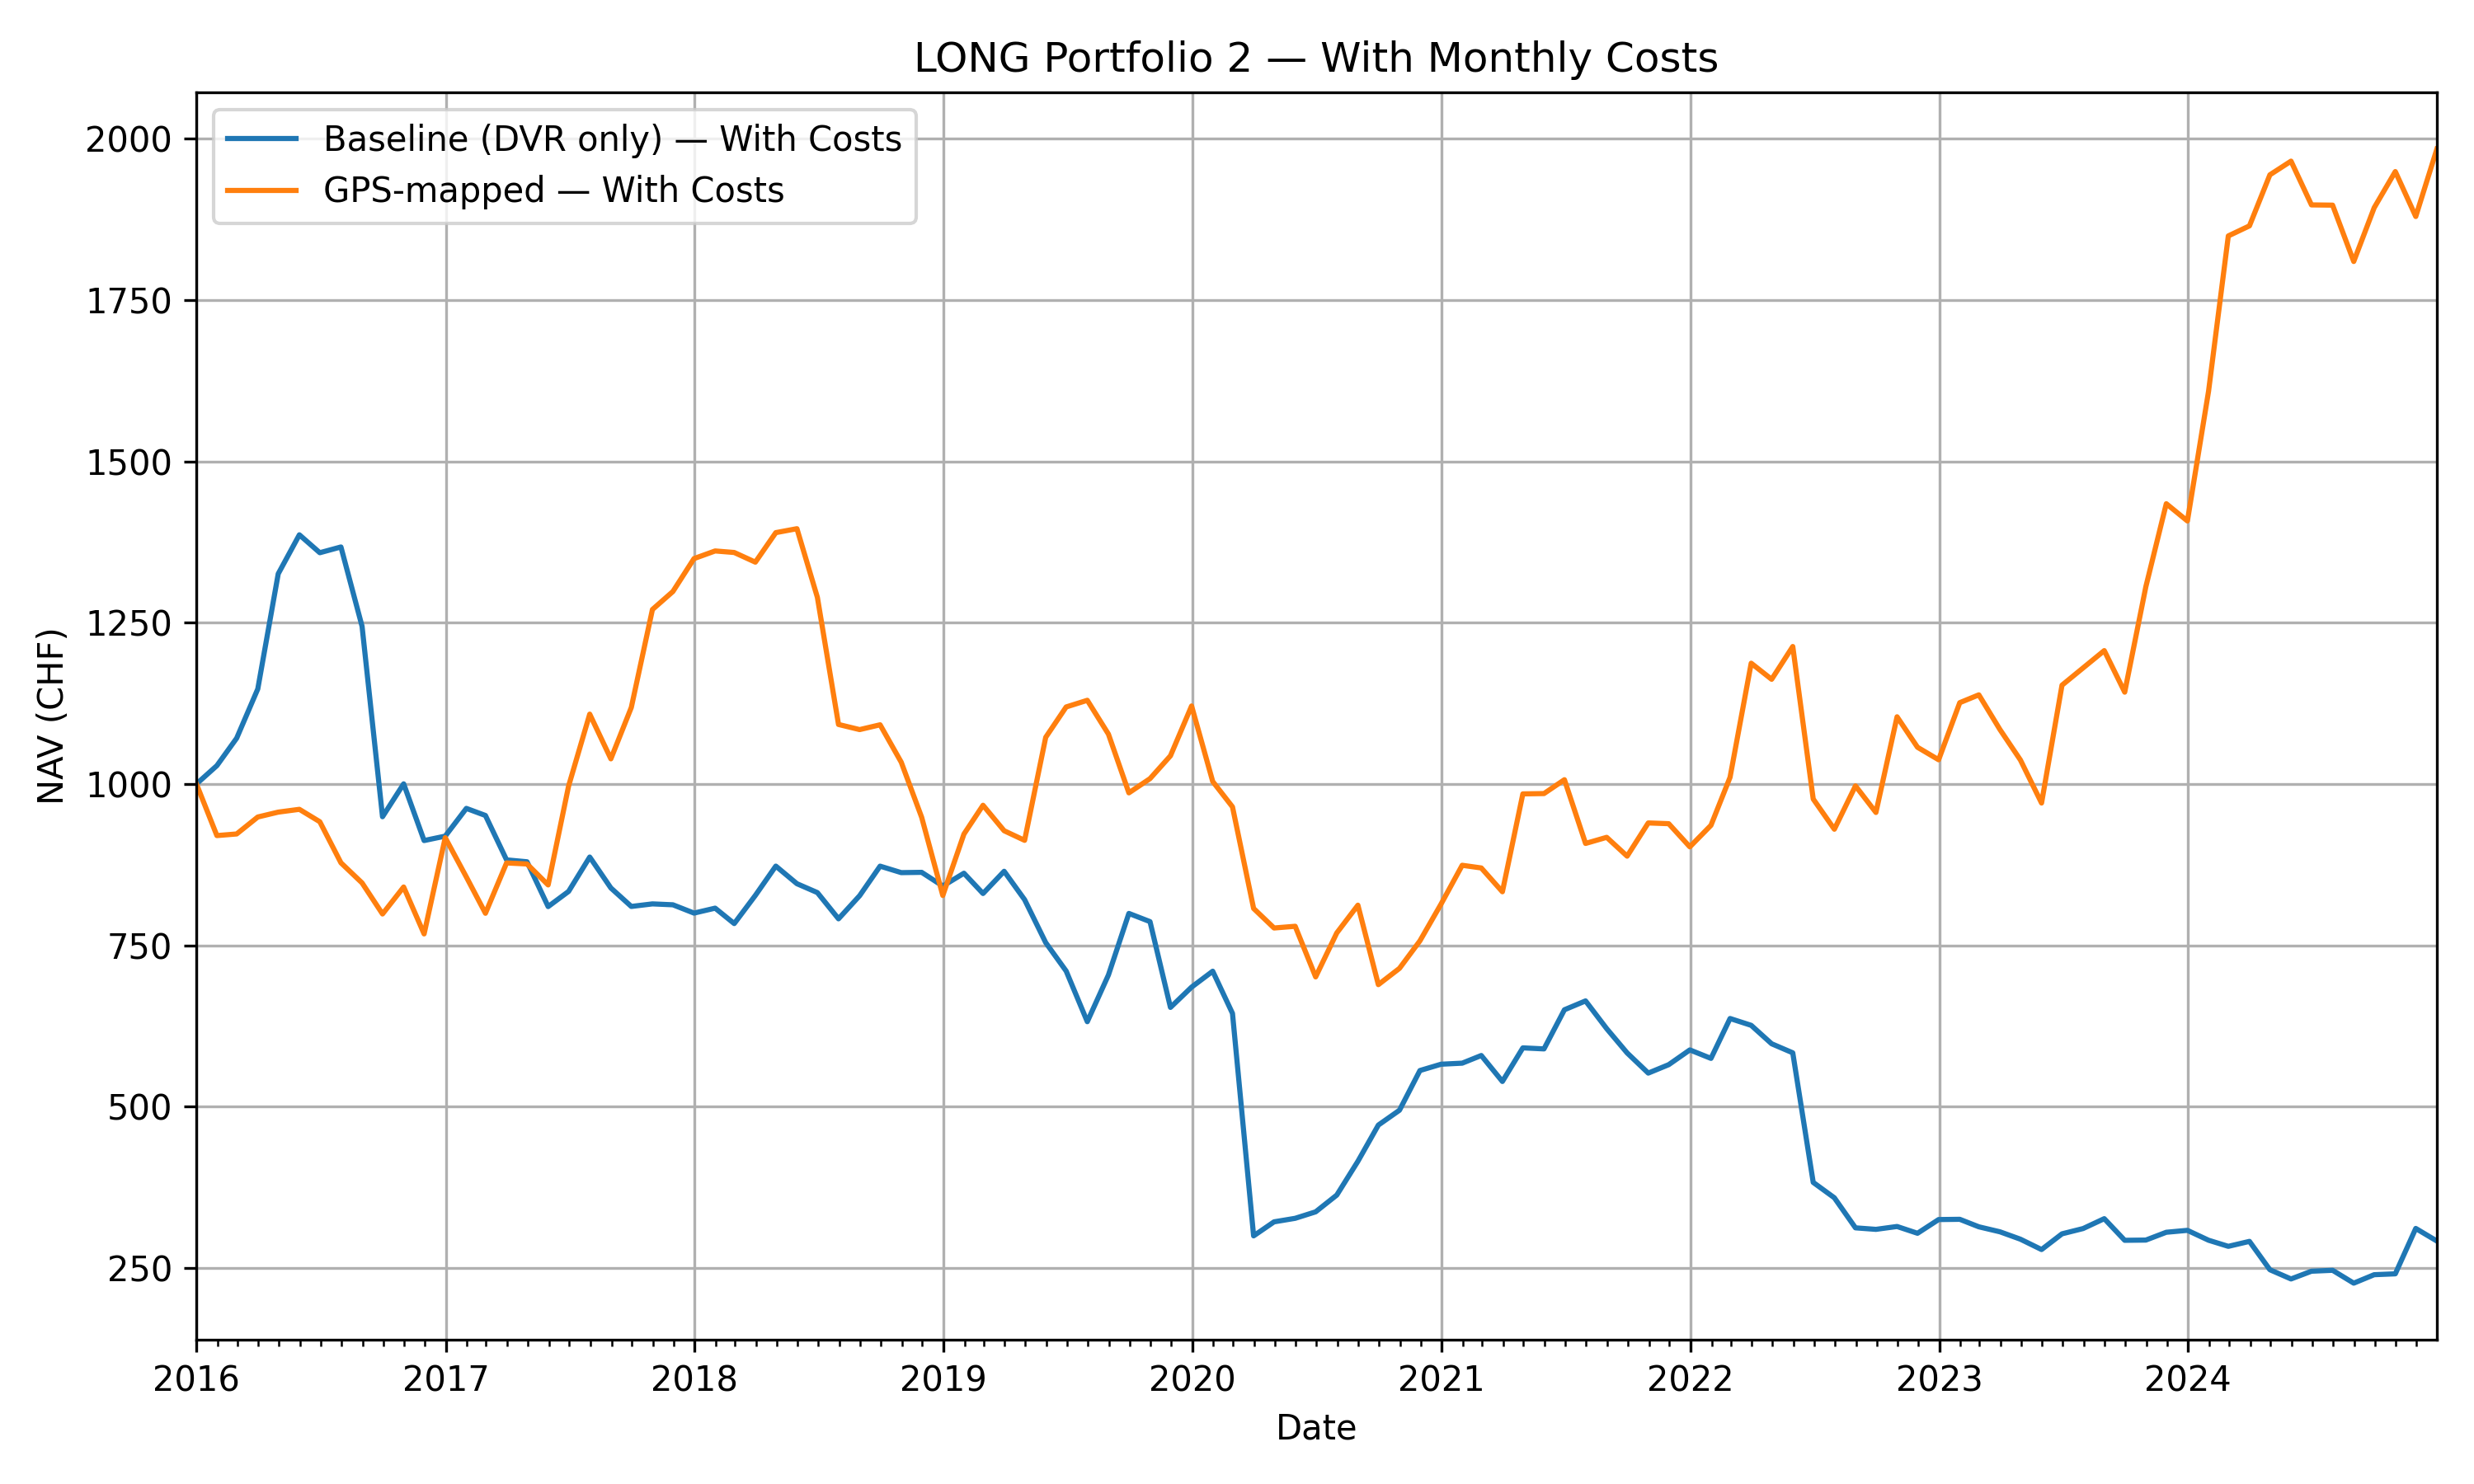 LONG Portfolio 2 — With Monthly Costs
Baseline (DVR only) — With Costs
GPS-mapped — With Costs
2000
1750
1500
1250
1000
750
500
250
NAV (CHF)
2016 2017 2018 2019 2020 2021 2022 2023 2024
Date